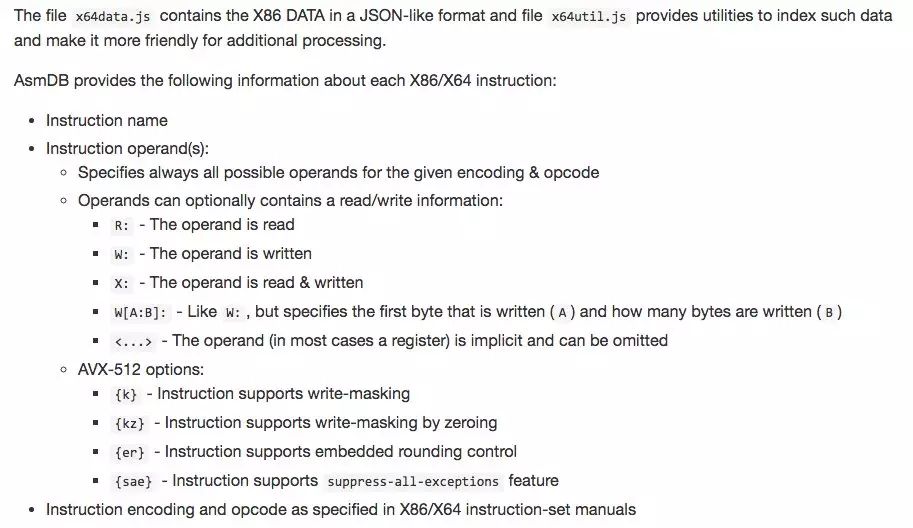 The file x64data.js contains the X86 DATA in a JSON-like format and file x64util.js provides utilities to index such data
and make it more friendly for additional processing.
AsmDB provides the following information about each X86/X64 instruction:
• Instruction name
• Instruction operand(s):
◦ Specifies always all possible operands for the given encoding & opcode
◦ Operands can optionally contains a read/write information:
▪ R: - The operand is read
▪ W: - The operand is written
▪ X: - The operand is read & written
▪ W[A:B]: - Like W: , but specifies the first byte that is written ( A ) and how many bytes are written ( B )
▪ <...> - The operand (in most cases a register) is implicit and can be omitted
◦ AVX-512 options:
▪ {k} - Instruction supports write-masking
▪ {kz} - Instruction supports write-masking by zeroing
▪ {er} - Instruction supports embedded rounding control
▪ {sae} - Instruction supports suppress-all-exceptions feature
• Instruction encoding and opcode as specified in X86/X64 instruction-set manuals